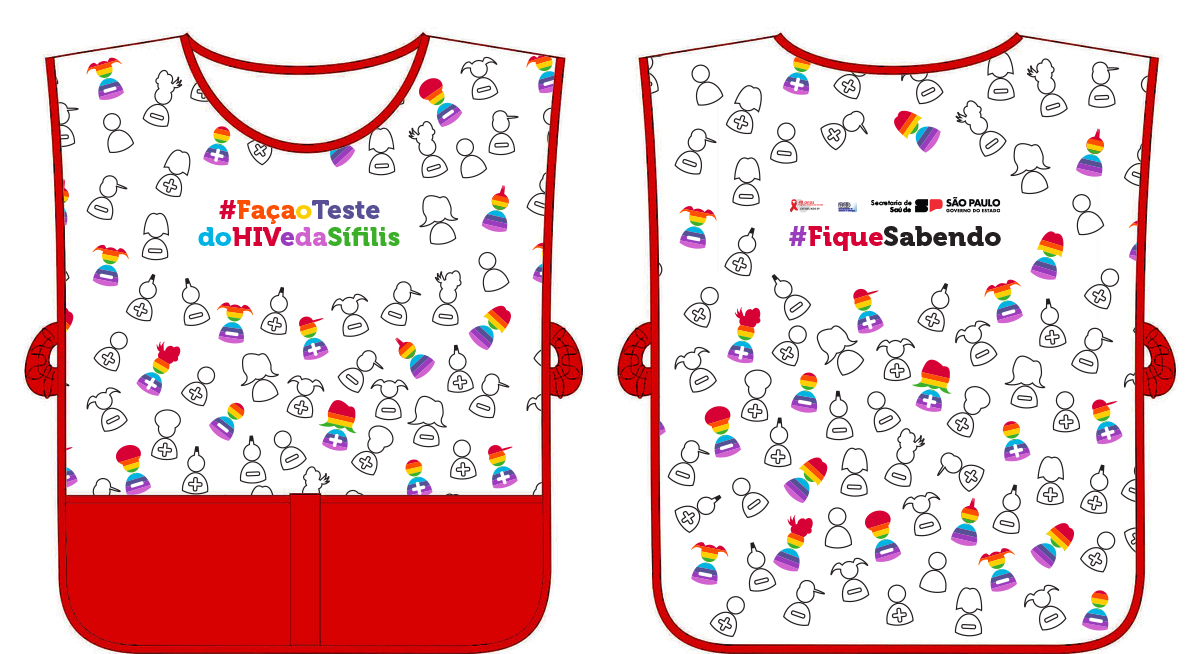 #FaçaoTeste
doHIVedaSífilis
Secretaria de
Saúde
SÃO PAULO
GOVERNO DO ESTADO
#FiqueSabendo